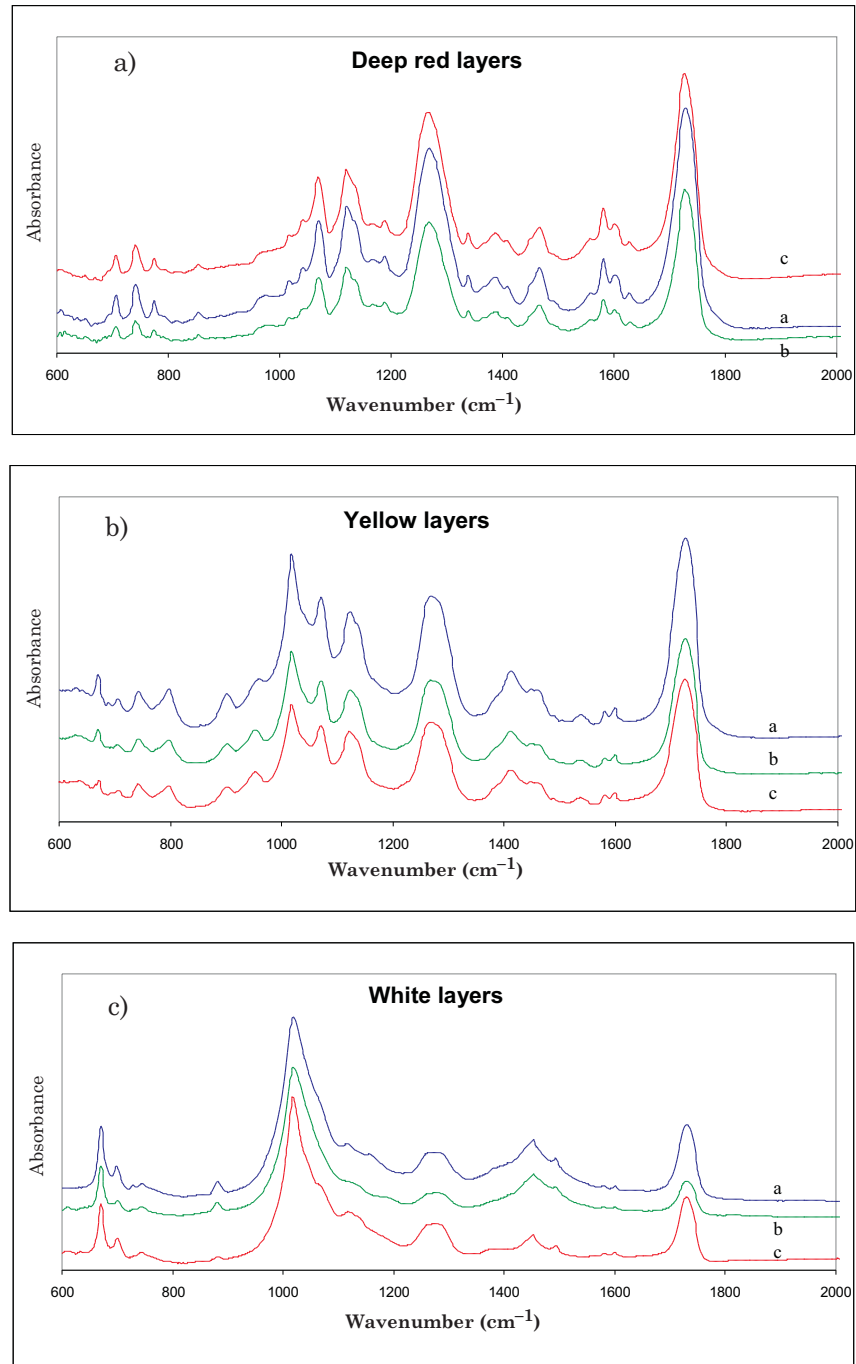 a)
Deep red layers
Absorbance
c
a
b
600 800 1000 1200 1400 1600 1800 2000
Wavenumber (cm⁻¹)
b)
Yellow layers
Absorbance
a
b
c
600 800 1000 1200 1400 1600 1800 2000
Wavenumber (cm⁻¹)
c)
White layers
Absorbance
a
b
c
600 800 1000 1200 1400 1600 1800 2000
Wavenumber (cm⁻¹)